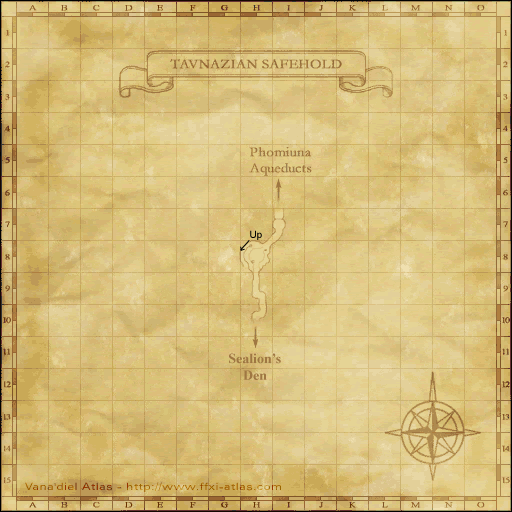 A B C D E F G H I J K L M N O
TAVNAZIAN SAFEHOLD
Phomiuna
Aqueducts
Up
Sealion's
Den
1 1
2 2
3 3
4 4
5 5
6 6
7 7
8 8
9 9
10 10
11 11
12 12
13 13
14 14
15 15
Vana'diel Atlas - http://www.ffxi-atlas.com
A B C D E F G H I J K L M N O